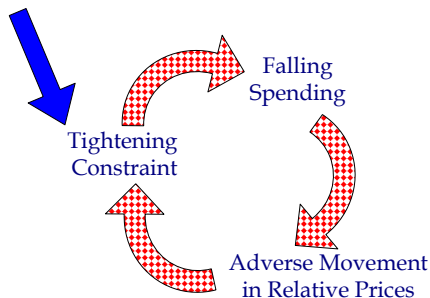 Falling
Spending
Tightening
Constraint
Adverse Movement
in Relative Prices